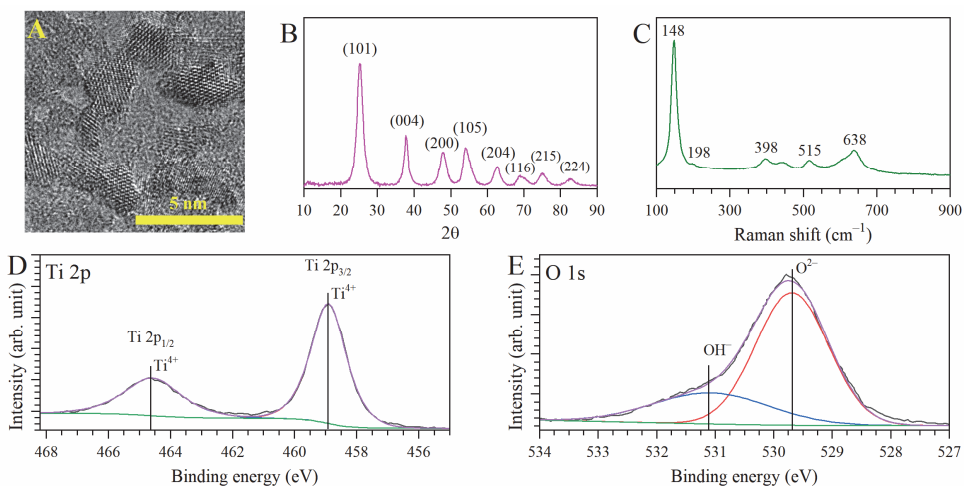 A
5 nm
B
(101)
(004)
(200)
(105)
(204)
(116)
(215)
(224)
10 20 30 40 50 60 70 80 90
2θ
C
148
198
398
515
638
100 300 500 700 900
Raman shift (cm⁻¹)
D
Ti 2p
Ti 2p₃/₂
Ti⁴⁺
Ti 2p₁/₂
Ti⁴⁺
Intensity (arb. unit)
468 466 464 462 460 458 456
Binding energy (eV)
E
O 1s
O²⁻
OH⁻
Intensity (arb. unit)
534 533 532 531 530 529 528 527
Binding energy (eV)